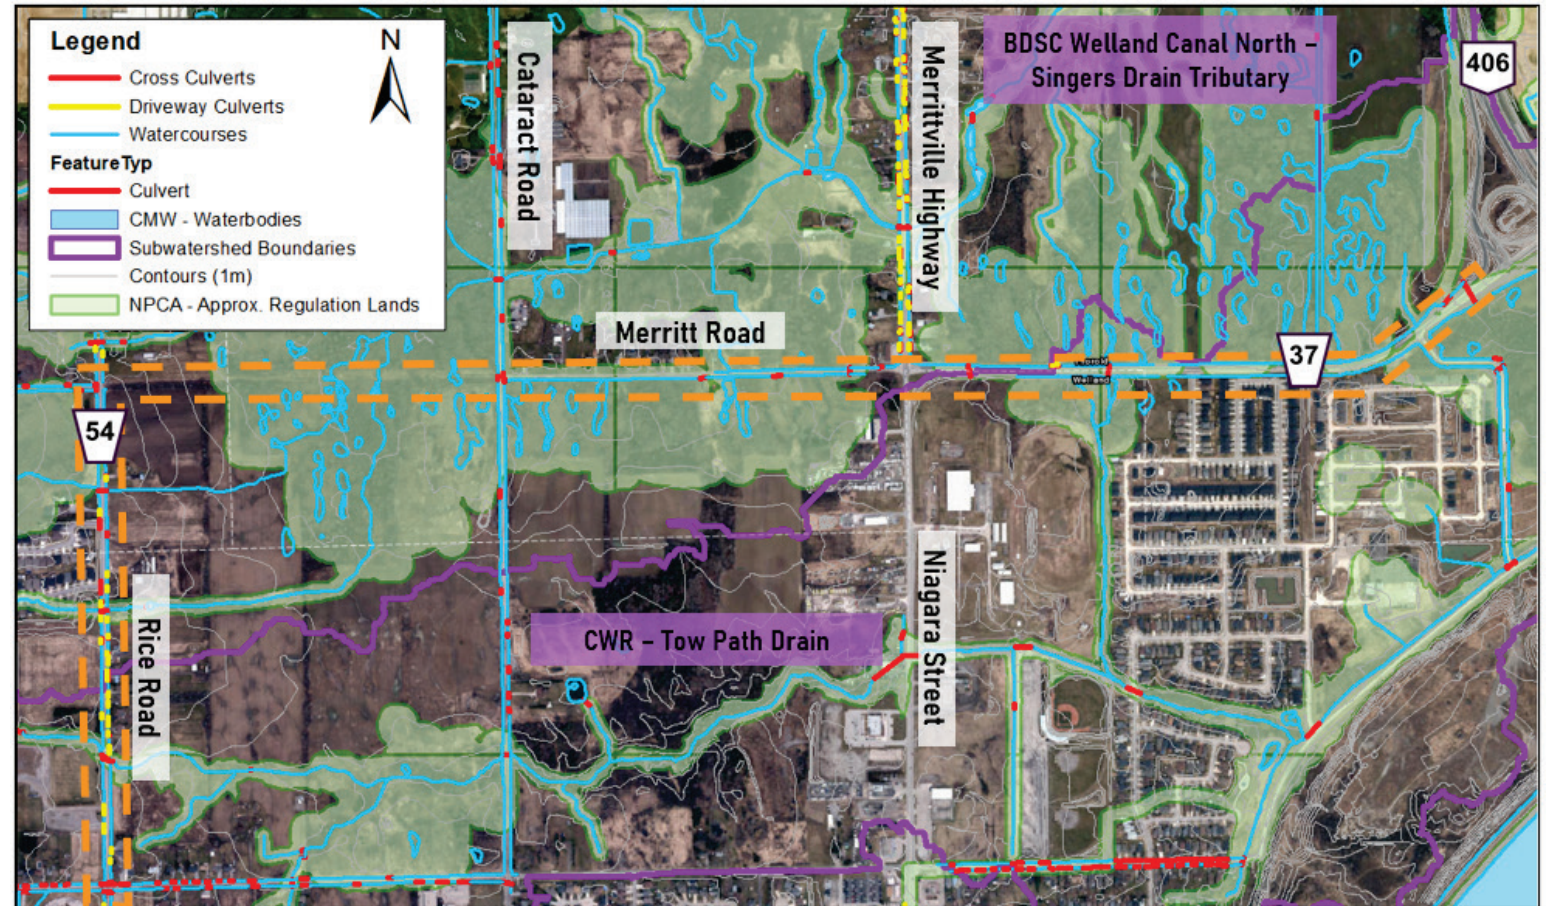 Legend
N
Cross Culverts
Driveway Culverts
Watercourses
FeatureTyp
Culvert
CMW - Waterbodies
Subwatershed Boundaries
Contours (1m)
NPCA - Approx. Regulation Lands
Cataract Road
Merrittville Highway
BDSC Welland Canal North –
Singers Drain Tributary
406
Merritt Road
37
Welland
54
Rice Road
CWR – Tow Path Drain
Niagara Street